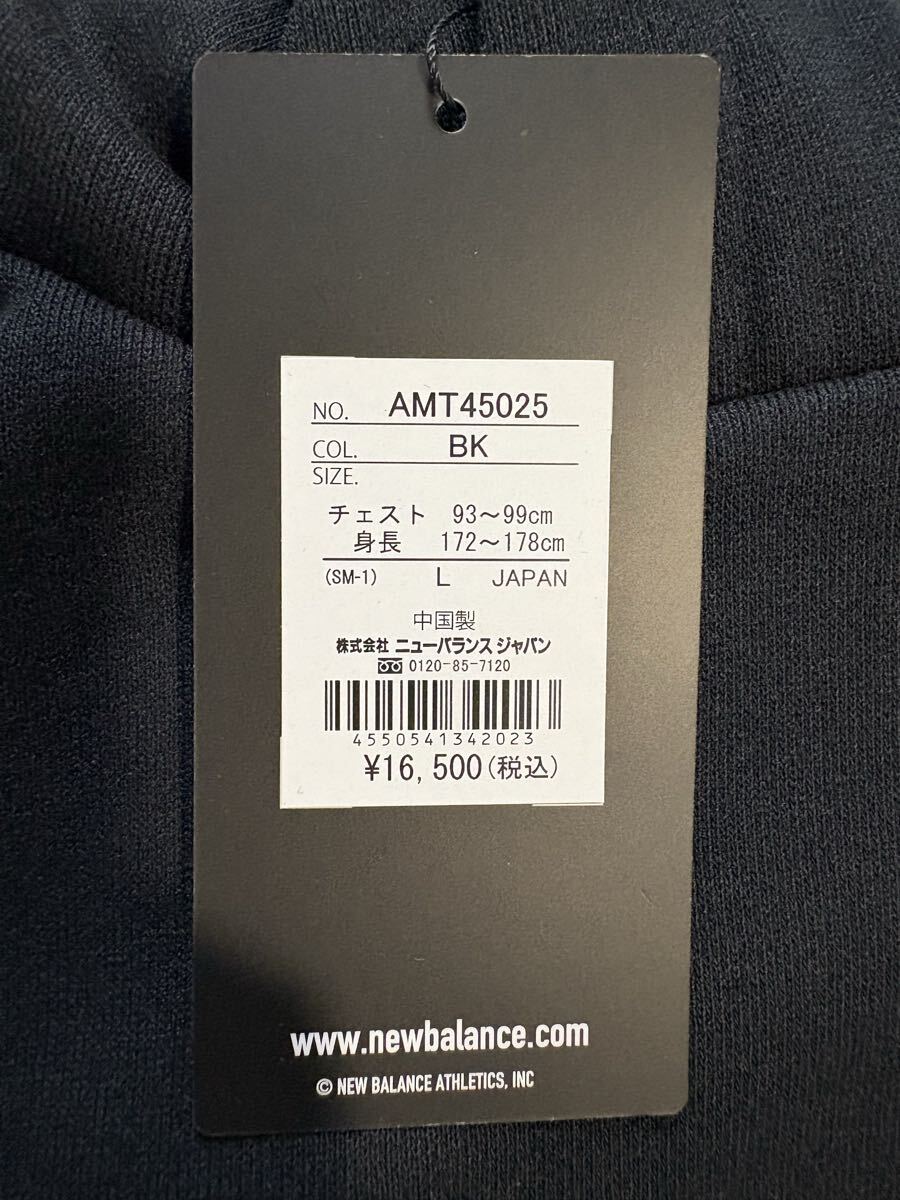 NO. AMT45025
COL. BK
SIZE.
チェスト 93～99cm
身長 172～178cm
(SM-1) L JAPAN
中国製
株式会社 ニューバランス ジャパン
0120-85-7120
4550541342023
¥16,500(税込)
www.newbalance.com
© NEW BALANCE ATHLETICS, INC